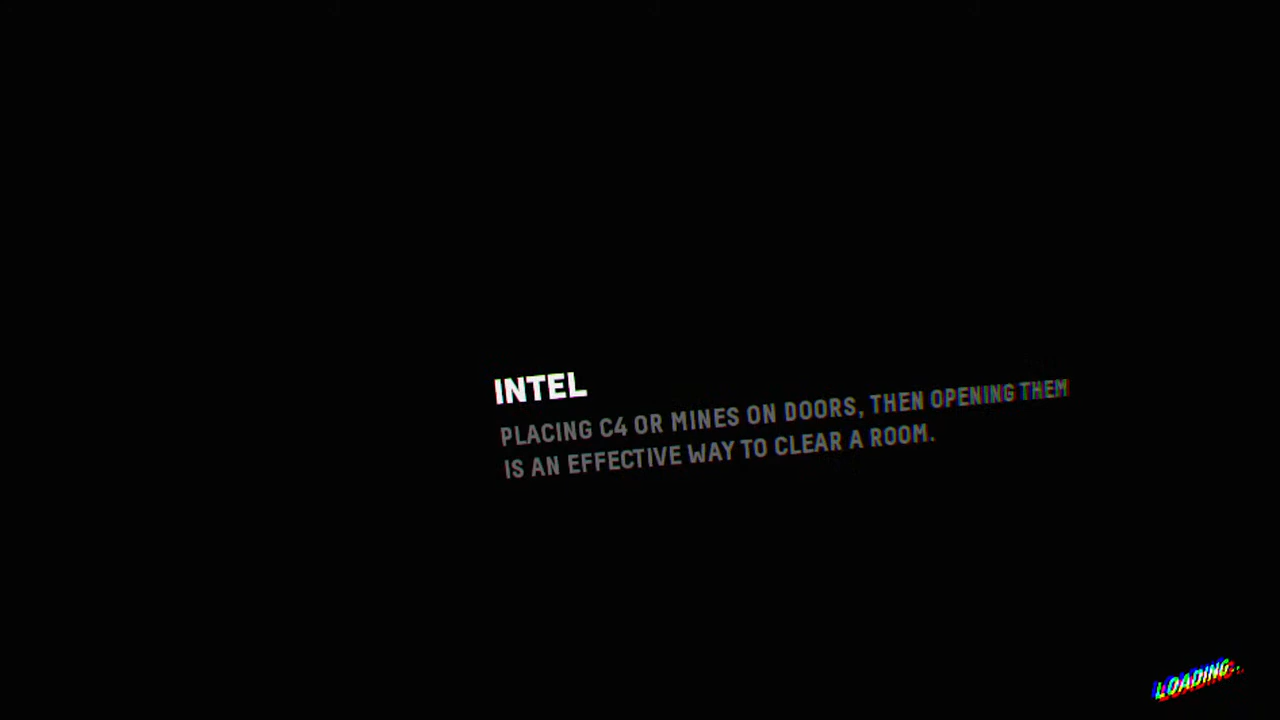 INTEL
PLACING C4 OR MINES ON DOORS, THEN OPENING THEM
IS AN EFFECTIVE WAY TO CLEAR A ROOM.
LOADING..